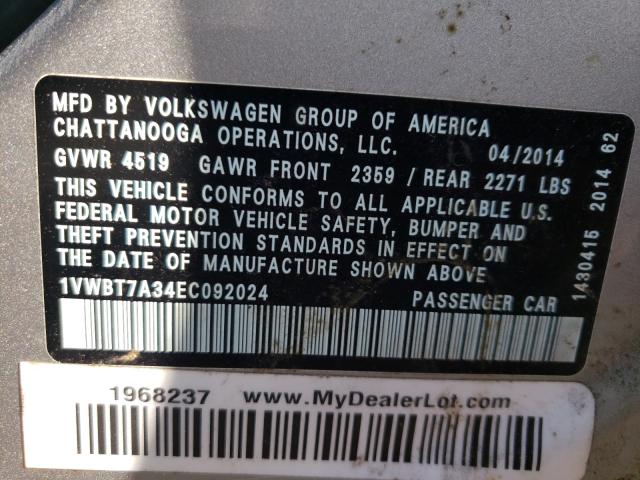 MFD BY VOLKSWAGEN GROUP OF AMERICA
CHATTANOOGA OPERATIONS, LLC. 04/2014
GVWR 4519 GAWR FRONT 2359 / REAR 2271 LBS
THIS VEHICLE CONFORMS TO ALL APPLICABLE U.S.
FEDERAL MOTOR VEHICLE SAFETY, BUMPER AND
THEFT PREVENTION STANDARDS IN EFFECT ON
THE DATE OF MANUFACTURE SHOWN ABOVE
1VWBT7A34EC092024 PASSENGER CAR
1430415 2014 62
1968237 www.MyDealerLot.com